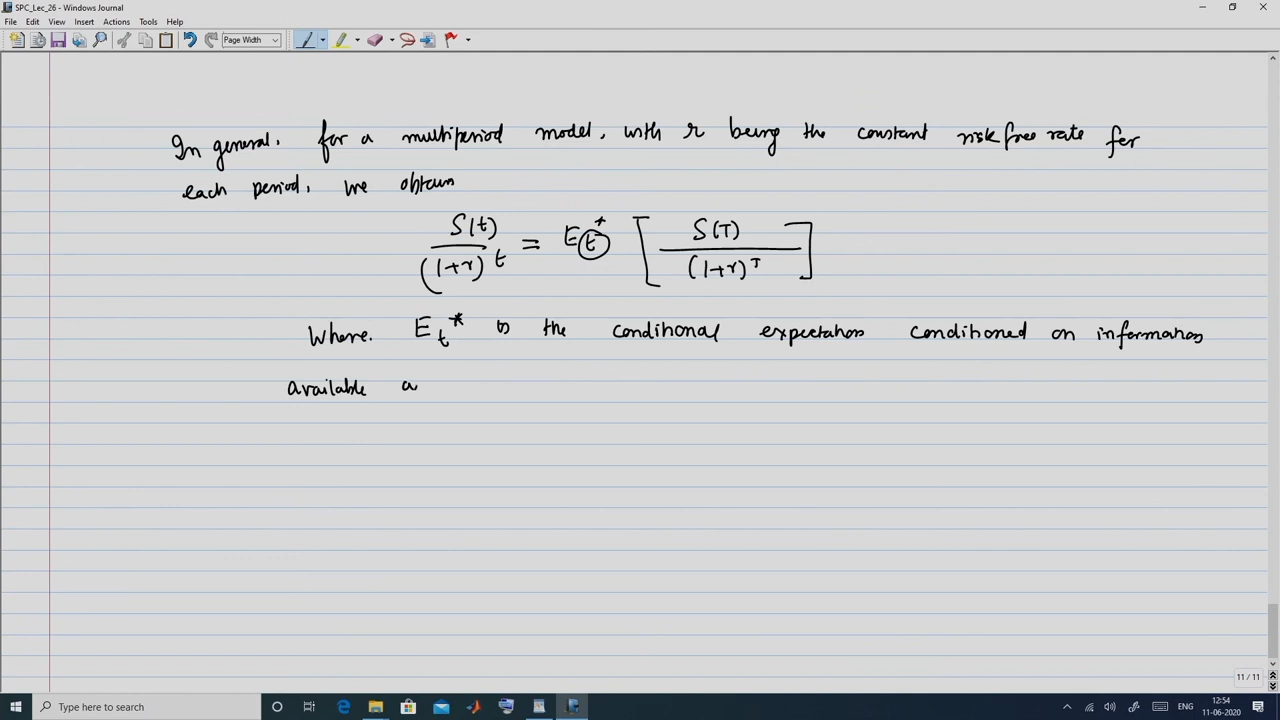 SPC_Lec_26 - Windows Journal
File Edit View Insert Actions Tools Help
Page Width
In general, for a multiperiod model, with r being the constant risk free rate for
each period, we obtain
S(t)/(1+r)^t = E_t^* [ S(T)/(1+r)^T ]
Where. E_t^* is the conditional expectation conditioned on information
available a
11 / 11
Type here to search
ENG
12:54
11-06-2020